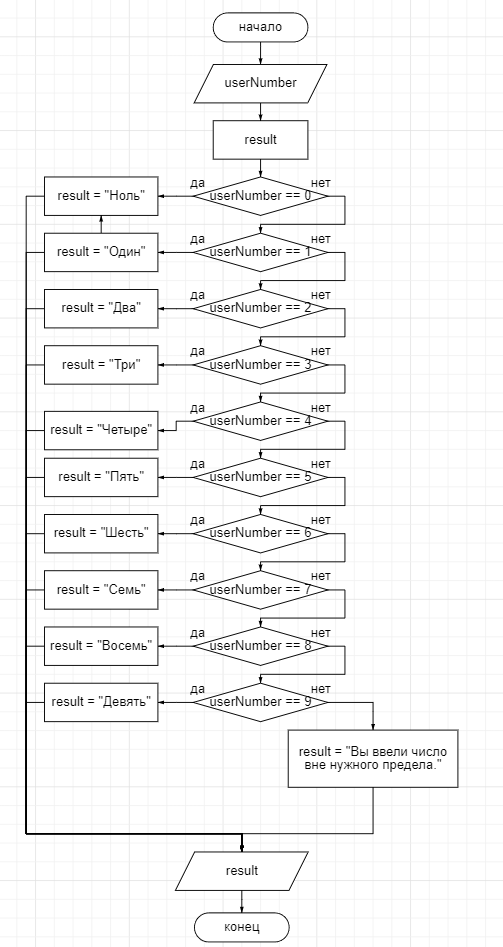 начало
userNumber
result
да
нет
result = "Ноль"
userNumber == 0
да
нет
result = "Один"
userNumber == 1
да
нет
result = "Два"
userNumber == 2
да
нет
result = "Три"
userNumber == 3
да
нет
result = "Четыре"
userNumber == 4
да
нет
result = "Пять"
userNumber == 5
да
нет
result = "Шесть"
userNumber == 6
да
нет
result = "Семь"
userNumber == 7
да
нет
result = "Восемь"
userNumber == 8
да
нет
result = "Девять"
userNumber == 9
result = "Вы ввели число
вне нужного предела."
result
конец